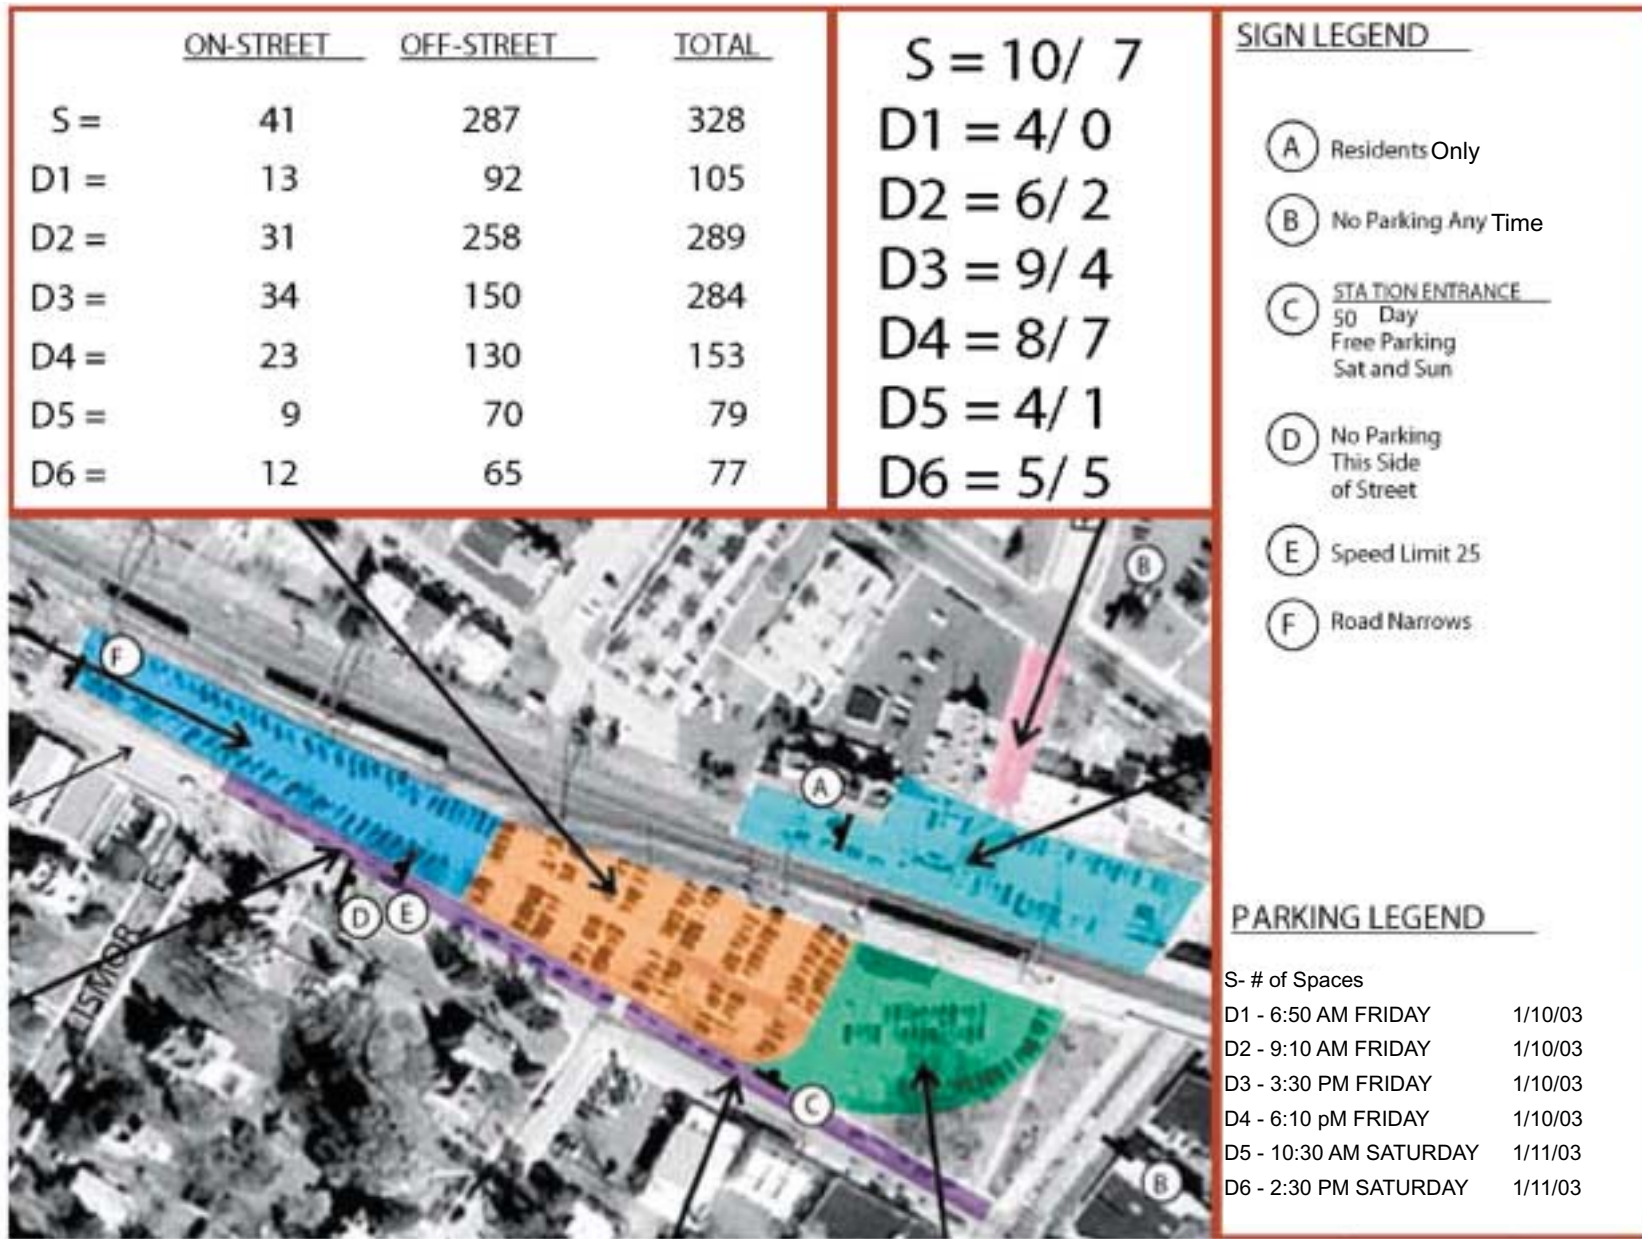 ON-STREET OFF-STREET TOTAL
S = 41 287 328
D1 = 13 92 105
D2 = 31 258 289
D3 = 34 150 284
D4 = 23 130 153
D5 = 9 70 79
D6 = 12 65 77
S = 10/ 7
D1 = 4/ 0
D2 = 6/ 2
D3 = 9/ 4
D4 = 8/ 7
D5 = 4/ 1
D6 = 5/ 5
SIGN LEGEND
A Residents Only
B No Parking Any Time
C STA TION ENTRANCE
50 Day
Free Parking
Sat and Sun
D No Parking
This Side
of Street
E Speed Limit 25
F Road Narrows
PARKING LEGEND
S- # of Spaces
D1 - 6:50 AM FRIDAY 1/10/03
D2 - 9:10 AM FRIDAY 1/10/03
D3 - 3:30 PM FRIDAY 1/10/03
D4 - 6:10 pM FRIDAY 1/10/03
D5 - 10:30 AM SATURDAY 1/11/03
D6 - 2:30 PM SATURDAY 1/11/03
B
F
A
D E
ISMOR
C
B